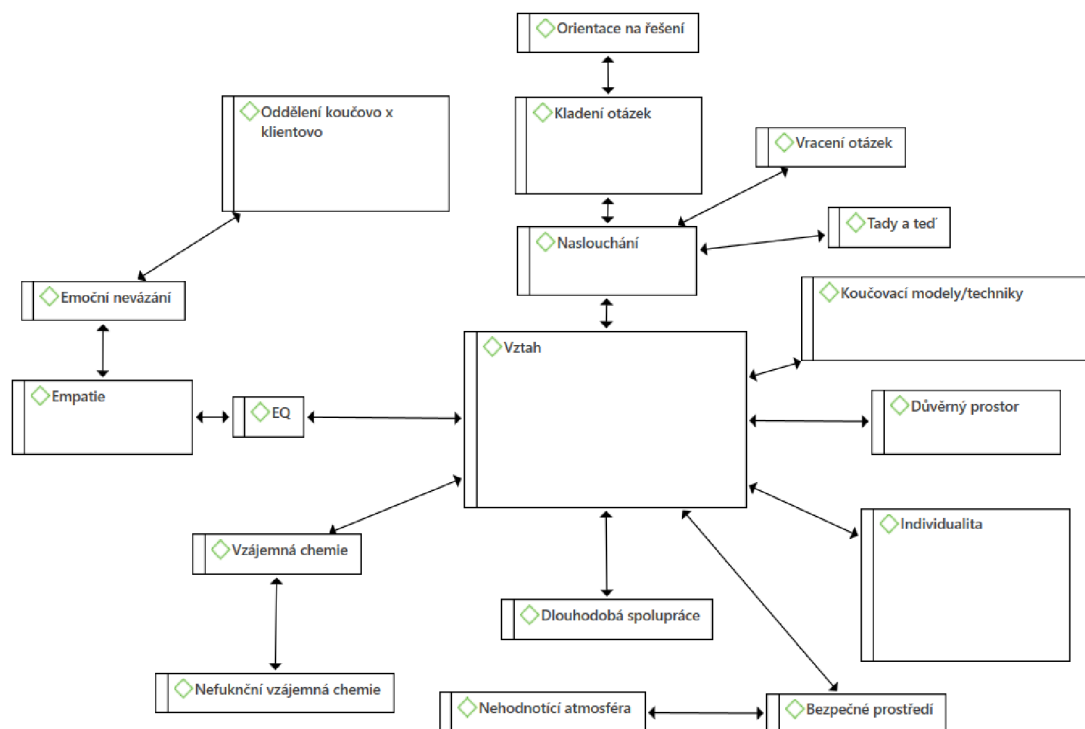 Orientace na řešení
Oddělení koučovo x
klientovo
Kladení otázek
Vracení otázek
Tady a teď
Naslouchání
Emoční nevázání
Koučovací modely/techniky
Vztah
Empatie
EQ
Důvěrný prostor
Individualita
Vzájemná chemie
Dlouhodobá spolupráce
Nefuknční vzájemná chemie
Nehodnotící atmosféra
Bezpečné prostředí